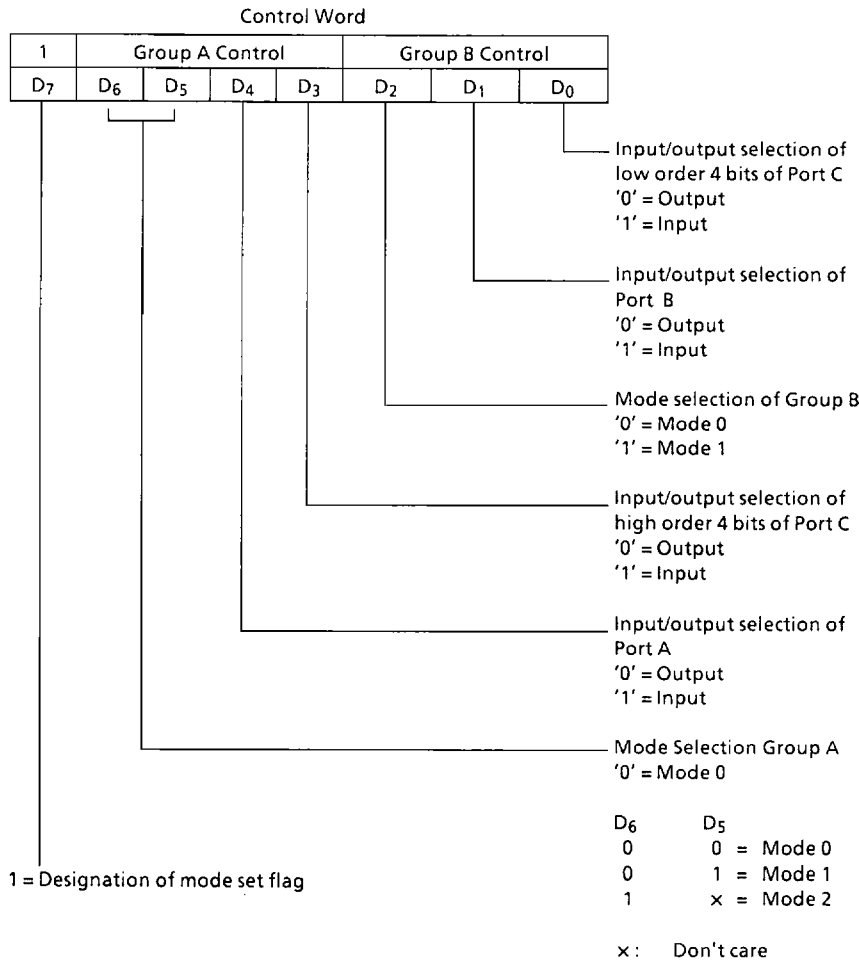 Control Word
1 Group A Control Group B Control
D7 D6 D5 D4 D3 D2 D1 D0
Input/output selection of
low order 4 bits of Port C
'0' = Output
'1' = Input
Input/output selection of
Port B
'0' = Output
'1' = Input
Mode selection of Group B
'0' = Mode 0
'1' = Mode 1
Input/output selection of
high order 4 bits of Port C
'0' = Output
'1' = Input
Input/output selection of
Port A
'0' = Output
'1' = Input
Mode Selection Group A
'0' = Mode 0
D6 D5
0 0 = Mode 0
0 1 = Mode 1
1 x = Mode 2
x : Don't care
1 = Designation of mode set flag